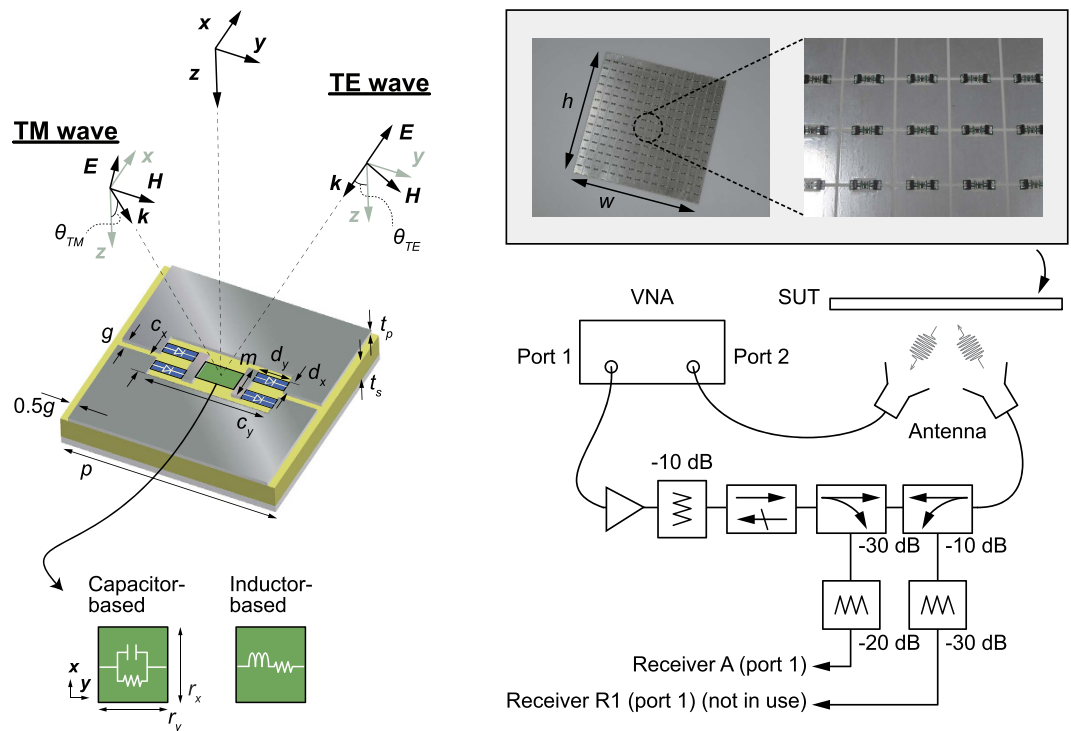 x
y
z
TE wave
TM wave
E
x
H
k
θTM
z
E
y
H
k
z
θTE
g
cx
m
dy
dx
tp
ts
cy
0.5g
p
Capacitor-
based
Inductor-
based
x
y
rx
ry
h
w
VNA
SUT
Port 1
Port 2
Antenna
-10 dB
-30 dB
-10 dB
-20 dB
-30 dB
Receiver A (port 1)
Receiver R1 (port 1) (not in use)